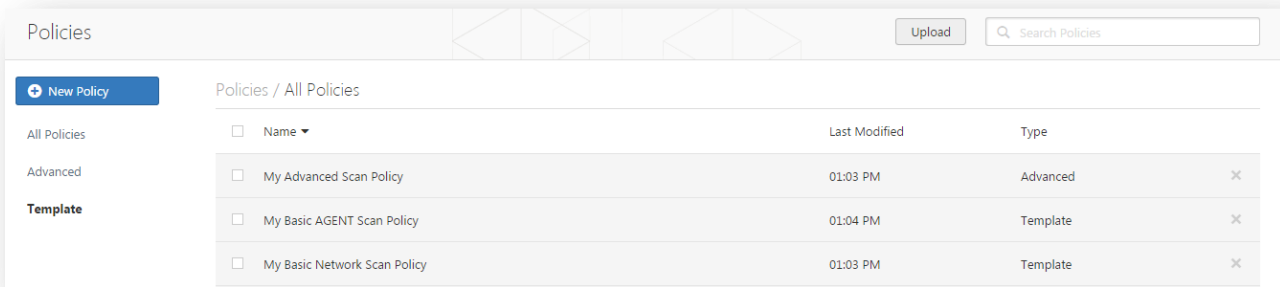 Policies
Upload
Search Policies
New Policy
All Policies
Advanced
Template
Policies / All Policies
Name Last Modified Type
My Advanced Scan Policy 01:03 PM Advanced
My Basic AGENT Scan Policy 01:04 PM Template
My Basic Network Scan Policy 01:03 PM Template